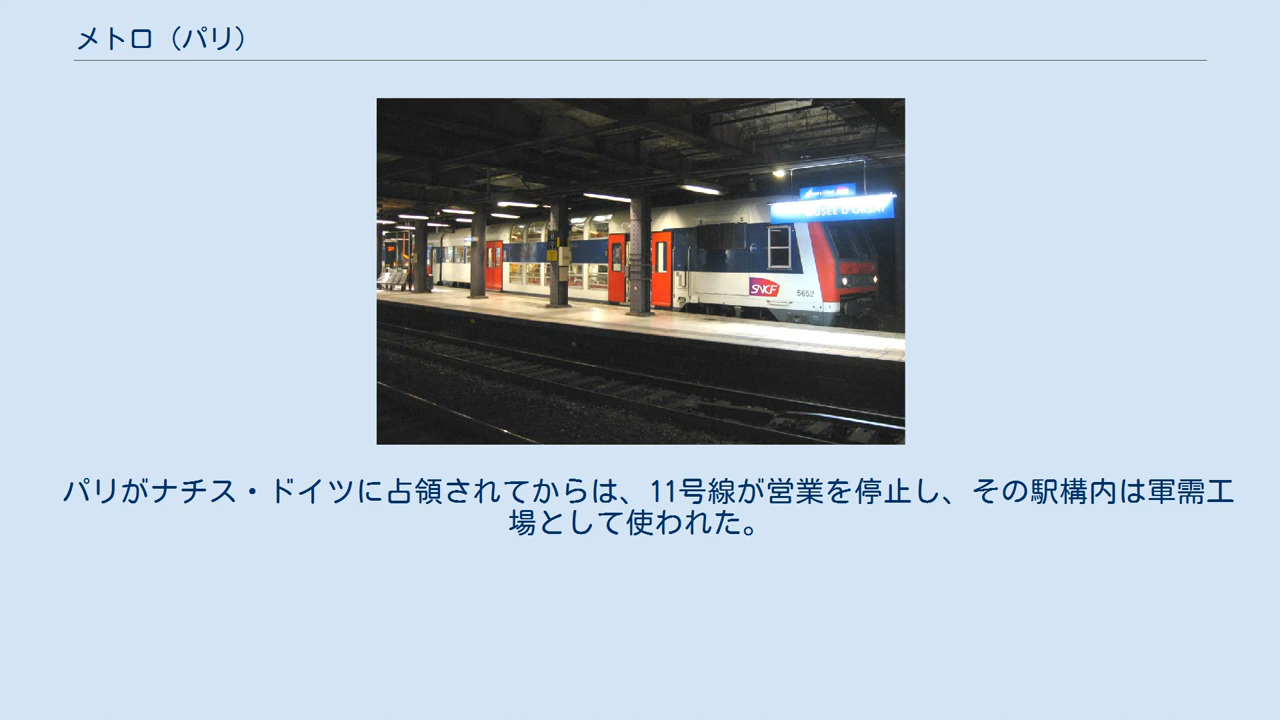 メトロ（パリ）
MUSÉE D'ORSAY
SNCF
5652
パリがナチス・ドイツに占領されてからは、11号線が営業を停止し、その駅構内は軍需工
場として使われた。